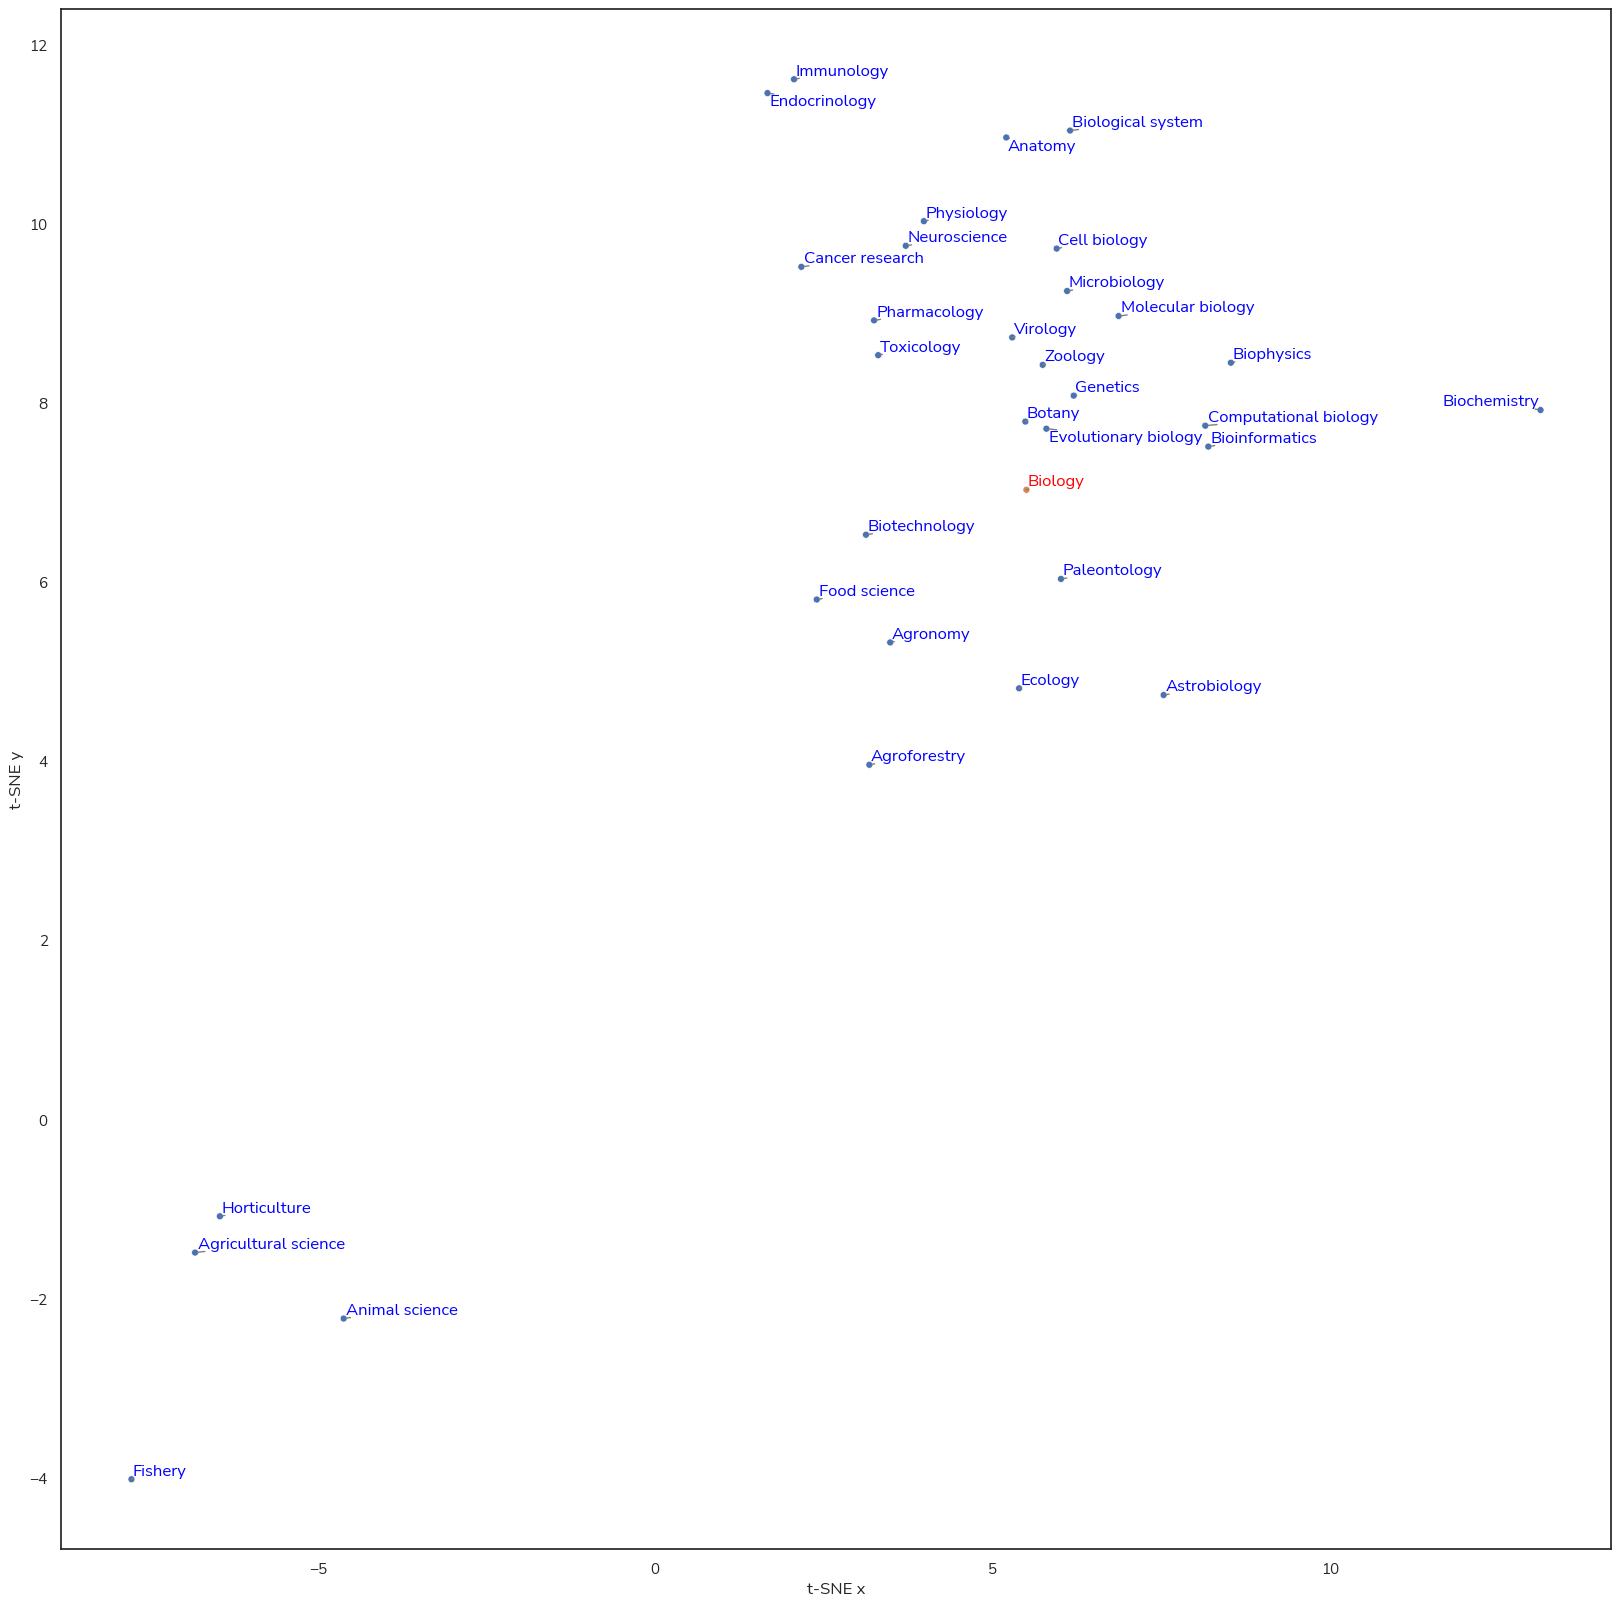 12
Immunology
Endocrinology
Biological system
Anatomy
10
Physiology
Neuroscience
Cell biology
Cancer research
Microbiology
Molecular biology
Pharmacology
Virology
Toxicology
Zoology
Biophysics
Genetics
8
Biochemistry
Botany
Computational biology
Evolutionary biology
Bioinformatics
Biology
Biotechnology
6
Paleontology
Food science
Agronomy
Ecology
Astrobiology
4
Agroforestry
t-SNE y
2
0
Horticulture
Agricultural science
−2
Animal science
Fishery
−4
−5
0
5
10
t-SNE x